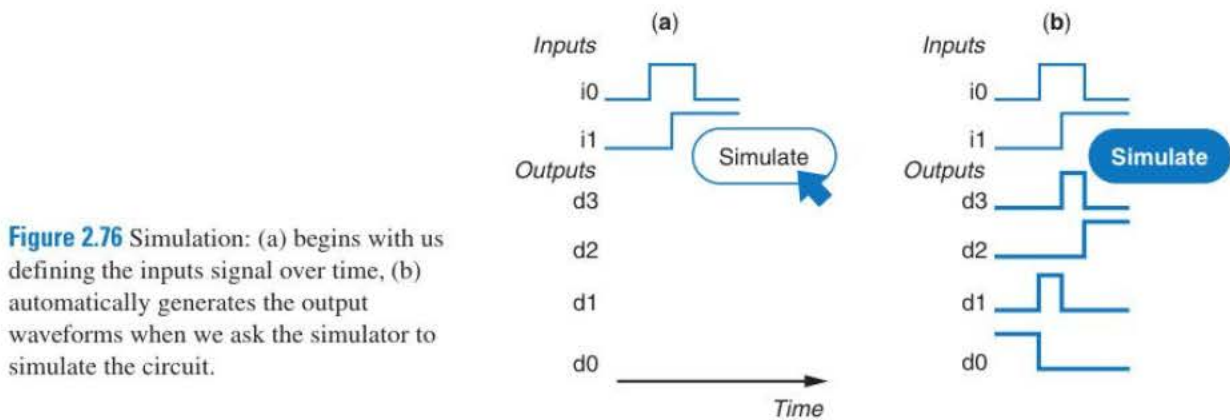 Figure 2.76 Simulation: (a) begins with us
defining the inputs signal over time, (b)
automatically generates the output
waveforms when we ask the simulator to
simulate the circuit.
(a)
Inputs
i0
i1
Simulate
Outputs
d3
d2
d1
d0
Time
(b)
Inputs
i0
i1
Simulate
Outputs
d3
d2
d1
d0